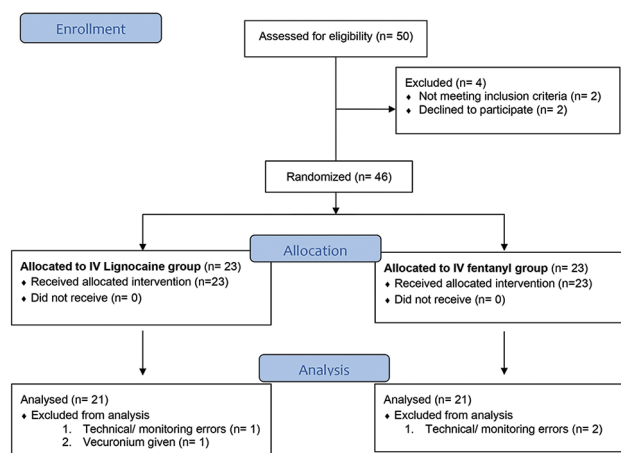 Enrollment
Assessed for eligibility (n= 50)
Excluded (n= 4)
♦ Not meeting inclusion criteria (n= 2)
♦ Declined to participate (n= 2)
Randomized (n= 46)
Allocation
Allocated to IV Lignocaine group (n= 23)
♦ Received allocated intervention (n=23)
♦ Did not receive (n= 0)
Allocated to IV fentanyl group (n= 23)
♦ Received allocated intervention (n=23)
♦ Did not receive (n= 0)
Analysis
Analysed (n= 21)
♦ Excluded from analysis
1. Technical/ monitoring errors (n= 1)
2. Vecuronium given (n= 1)
Analysed (n= 21)
♦ Excluded from analysis
1. Technical/ monitoring errors (n= 2)